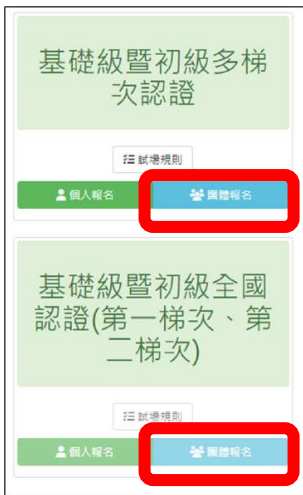 基礎級暨初級多梯
次認證
試場規則
個人報名 團體報名
基礎級暨初級全國
認證(第一梯次、第
二梯次)
試場規則
個人報名 團體報名